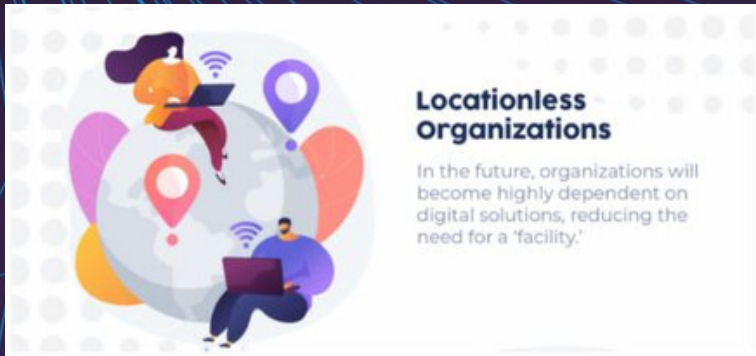 Locationless
Organizations
In the future, organizations will
become highly dependent on
digital solutions, reducing the
need for a 'facility.'